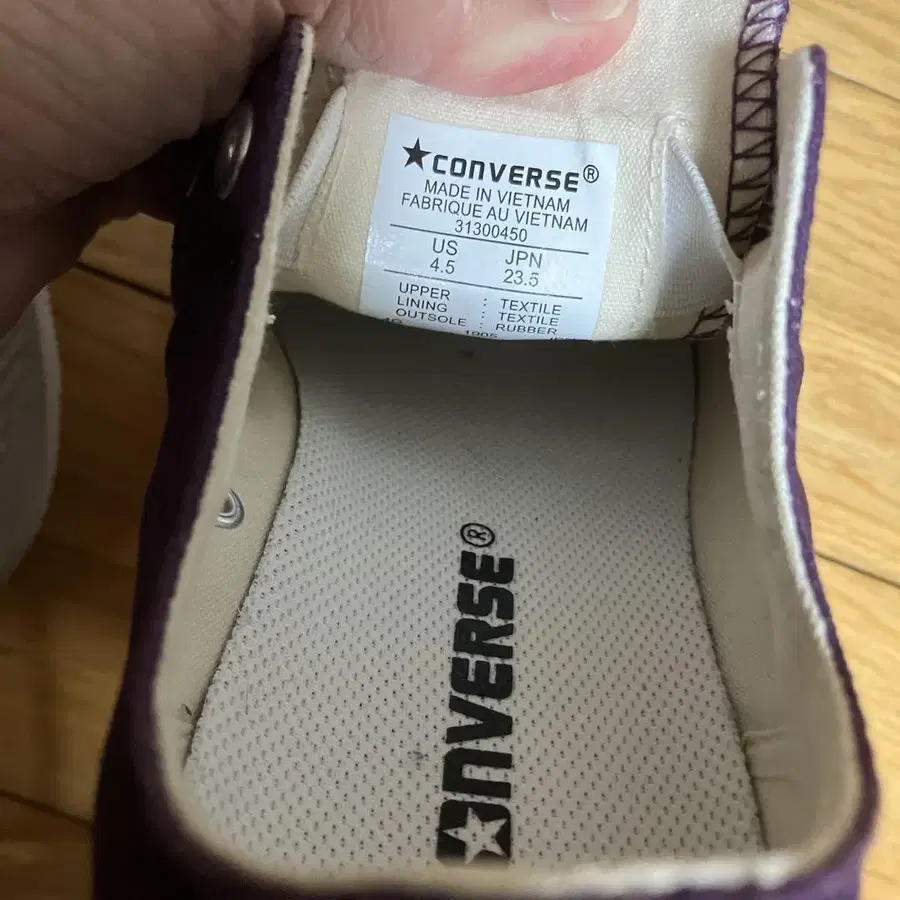 ★CONVERSE®
MADE IN VIETNAM
FABRIQUE AU VIETNAM
31300450
US JPN
4.5 23.5
UPPER : TEXTILE
LINING : TEXTILE
OUTSOLE : RUBBER
CONVERSE®